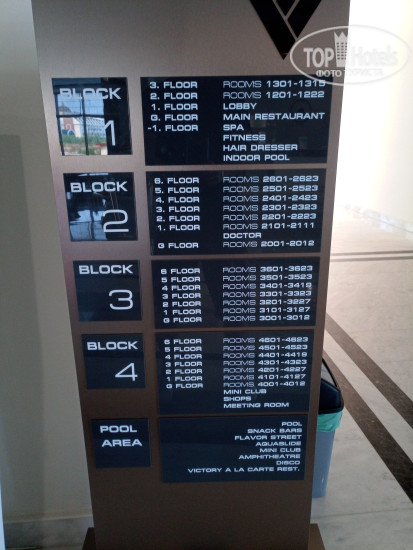 TopHotels
ФОТО ТУРИСТА
BLOCK 1
3. FLOOR ROOMS 1301-1315
2. FLOOR ROOMS 1201-1222
1. FLOOR LOBBY
G. FLOOR MAIN RESTAURANT
-1. FLOOR SPA
FITNESS
HAIR DRESSER
INDOOR POOL
BLOCK 2
6. FLOOR ROOMS 2601-2623
5. FLOOR ROOMS 2501-2523
4. FLOOR ROOMS 2401-2423
3. FLOOR ROOMS 2301-2323
2. FLOOR ROOMS 2201-2223
1. FLOOR ROOMS 2101-2111
DOCTOR
G FLOOR ROOMS 2001-2012
BLOCK 3
6 FLOOR ROOMS 3601-3623
5 FLOOR ROOMS 3501-3523
4 FLOOR ROOMS 3401-3419
3 FLOOR ROOMS 3301-3323
2 FLOOR ROOMS 3201-3227
1 FLOOR ROOMS 3101-3127
G FLOOR ROOMS 3001-3012
BLOCK 4
6 FLOOR ROOMS 4601-4623
5 FLOOR ROOMS 4501-4523
4 FLOOR ROOMS 4401-4419
3 FLOOR ROOMS 4301-4323
2 FLOOR ROOMS 4201-4227
1 FLOOR ROOMS 4101-4127
G FLOOR ROOMS 4001-4012
MINI CLUB
SHOPS
MEETING ROOM
POOL
AREA
POOL
SNACK BARS
FLAVOR STREET
AQUASLIDE
MINI CLUB
AMPHITHEATRE
DISCO
VICTORY A LA CARTE REST.